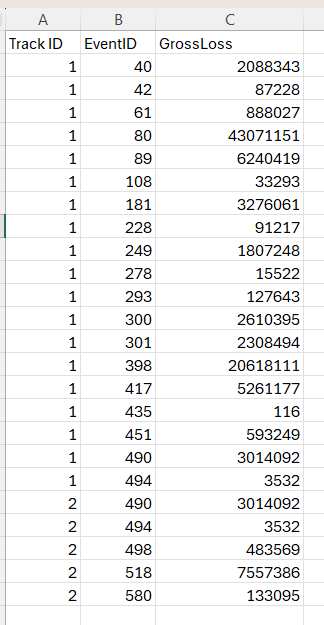 A B C
Track ID EventID GrossLoss
1 40 2088343
1 42 87228
1 61 888027
1 80 43071151
1 89 6240419
1 108 33293
1 181 3276061
1 228 91217
1 249 1807248
1 278 15522
1 293 127643
1 300 2610395
1 301 2308494
1 398 20618111
1 417 5261177
1 435 116
1 451 593249
1 490 3014092
1 494 3532
2 490 3014092
2 494 3532
2 498 483569
2 518 7557386
2 580 133095